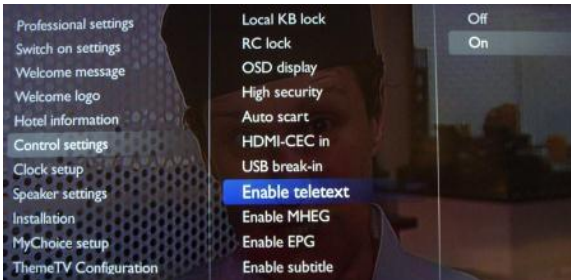 Professional settings
Switch on settings
Welcome message
Welcome logo
Hotel information
Control settings
Clock setup
Speaker settings
Installation
MyChoice setup
ThemeTV Configuration
Local KB lock
RC lock
OSD display
High security
Auto scart
HDMI-CEC in
USB break-in
Enable teletext
Enable MHEG
Enable EPG
Enable subtitle
Off
On